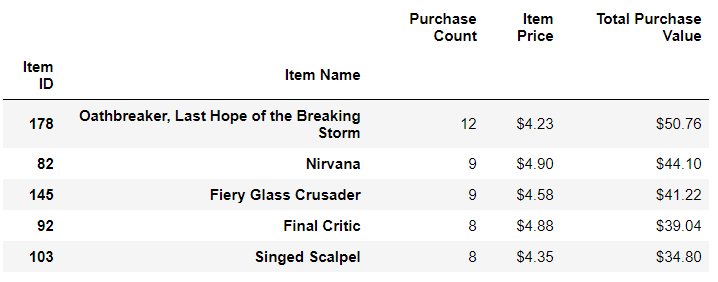 Purchase Count Item Price Total Purchase Value
Item ID Item Name
178 Oathbreaker, Last Hope of the Breaking Storm 12 $4.23 $50.76
82 Nirvana 9 $4.90 $44.10
145 Fiery Glass Crusader 9 $4.58 $41.22
92 Final Critic 8 $4.88 $39.04
103 Singed Scalpel 8 $4.35 $34.80